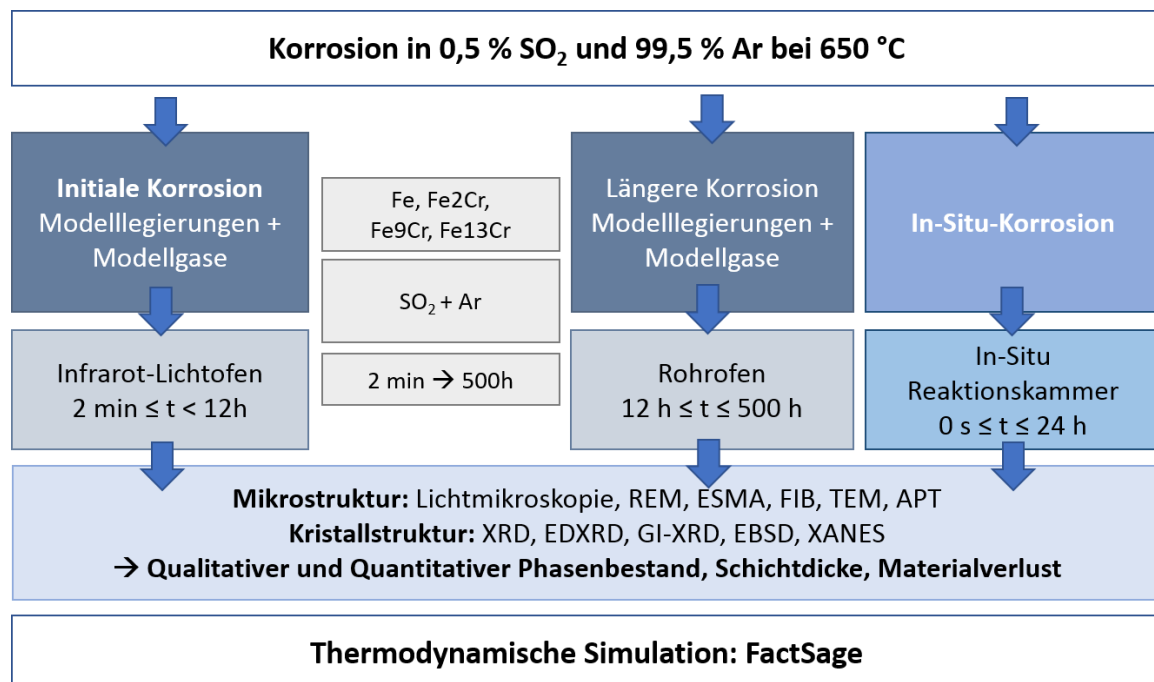 Korrosion in 0,5 % SO₂ und 99,5 % Ar bei 650 °C
Initiale Korrosion
Modelllegierungen +
Modellgase
Infrarot-Lichtofen
2 min ≤ t < 12h
Fe, Fe2Cr,
Fe9Cr, Fe13Cr
SO₂ + Ar
2 min → 500h
Längere Korrosion
Modelllegierungen +
Modellgase
Rohrofen
12 h ≤ t ≤ 500 h
In-Situ-Korrosion
In-Situ
Reaktionskammer
0 s ≤ t ≤ 24 h
Mikrostruktur: Lichtmikroskopie, REM, ESMA, FIB, TEM, APT
Kristallstruktur: XRD, EDXRD, GI-XRD, EBSD, XANES
→ Qualitativer und Quantitativer Phasenbestand, Schichtdicke, Materialverlust
Thermodynamische Simulation: FactSage